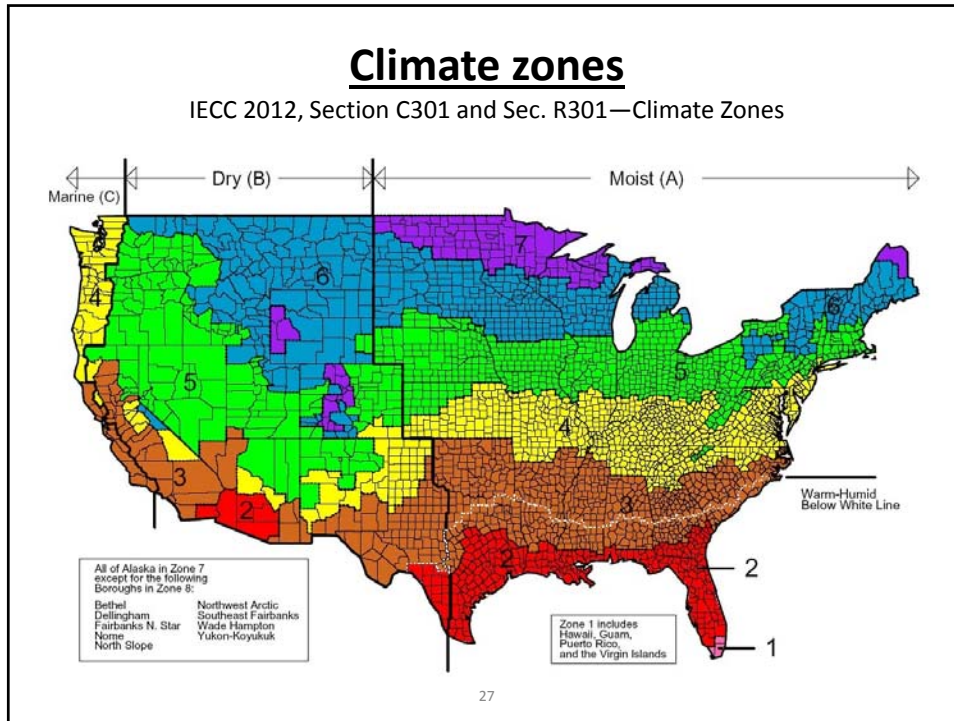 Climate zones
IECC 2012, Section C301 and Sec. R301—Climate Zones
Marine (C)
Dry (B)
Moist (A)
7
6
4
6
5
5
4
3
3
2
2
Warm-Humid
Below White Line
2
1
All of Alaska in Zone 7
except for the following
Boroughs in Zone 8:
Bethel Northwest Arctic
Dellingham Southeast Fairbanks
Fairbanks N. Star Wade Hampton
Nome Yukon-Koyukuk
North Slope
Zone 1 includes
Hawaii, Guam,
Puerto Rico,
and the Virgin Islands
27